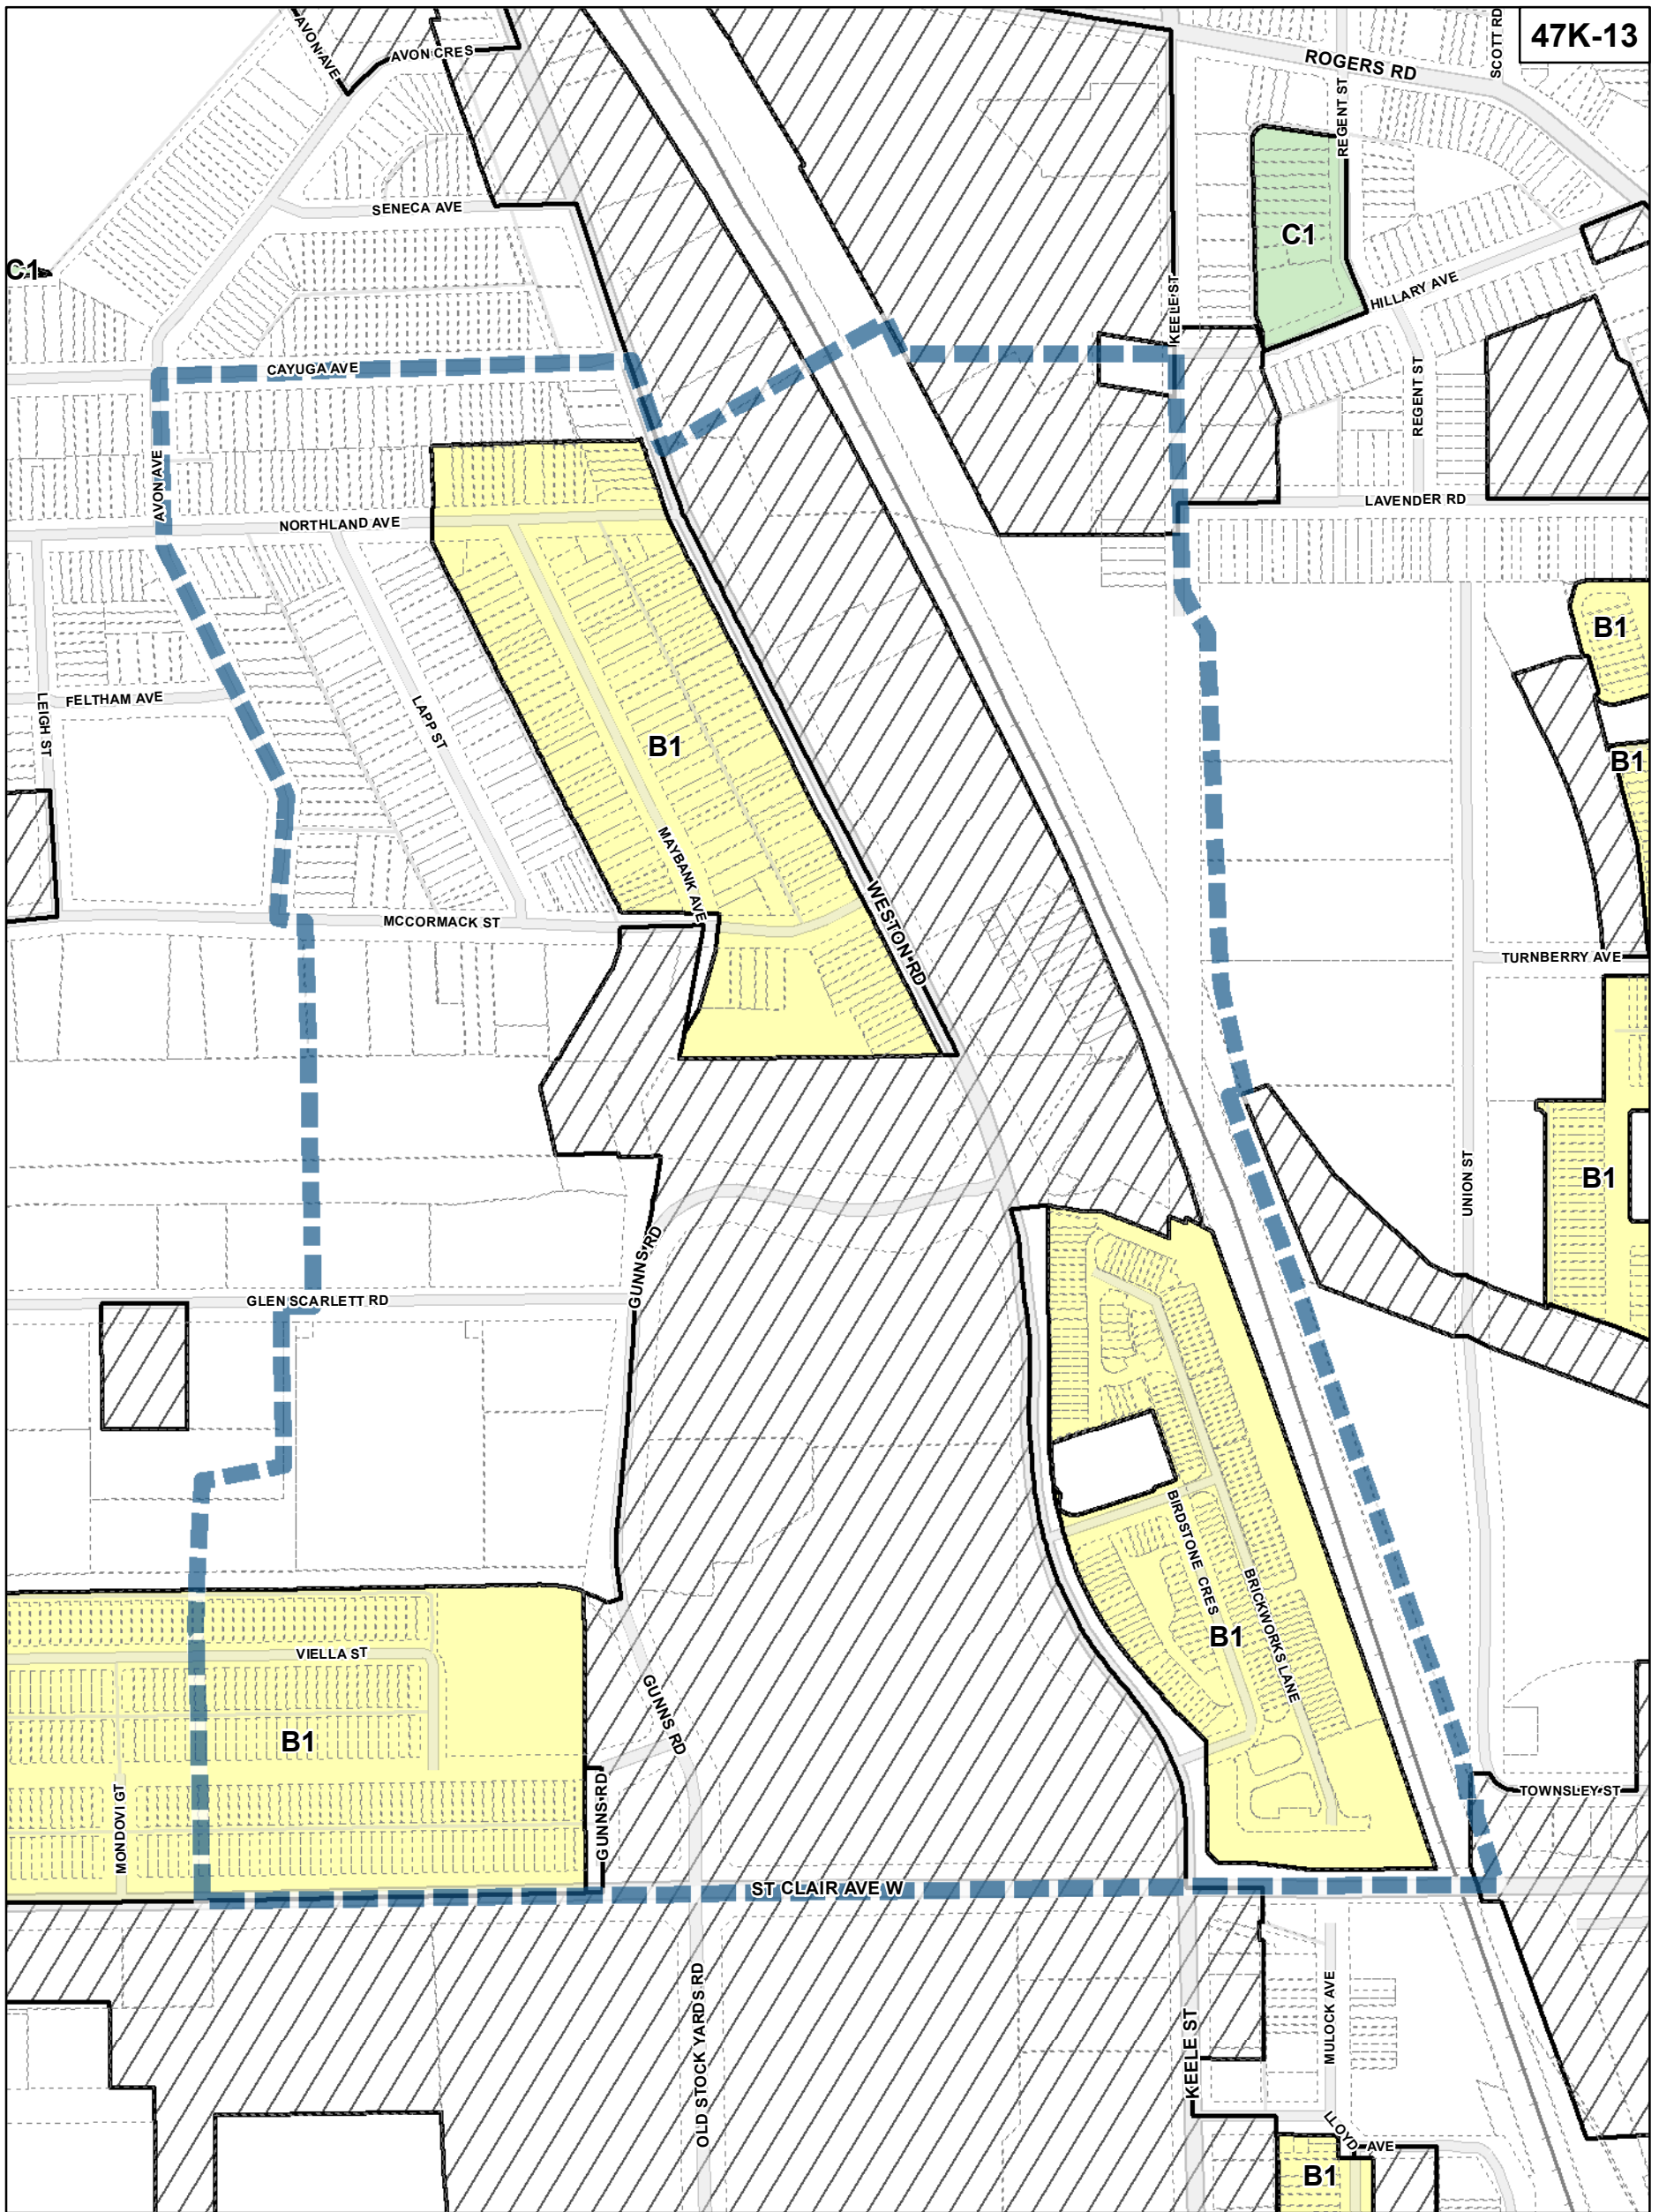 47K-13
SCOTT RD
AVON AVE
AVON CRES
ROGERS RD
REGENT ST
SENECA AVE
C1
C1
HILLARY AVE
KEELE ST
CAYUGA AVE
REGENT ST
AVON AVE
LAVENDER RD
NORTHLAND AVE
B1
FELTHAM AVE
LEIGH ST
LAPP ST
B1
B1
MAYBANK AVE
WESTON RD
MCCORMACK ST
TURNBERRY AVE
B1
UNION ST
GUNNS RD
GLEN SCARLETT RD
BIRDSTONE CRES
BRICKWORKS LANE
B1
VIELLA ST
GUNNS RD
B1
TOWNSLEY ST
MONDOVI GT
GUNNS RD
ST CLAIR AVE W
OLD STOCK YARDS RD
KEELE ST
MULOCK AVE
LLOYD AVE
B1